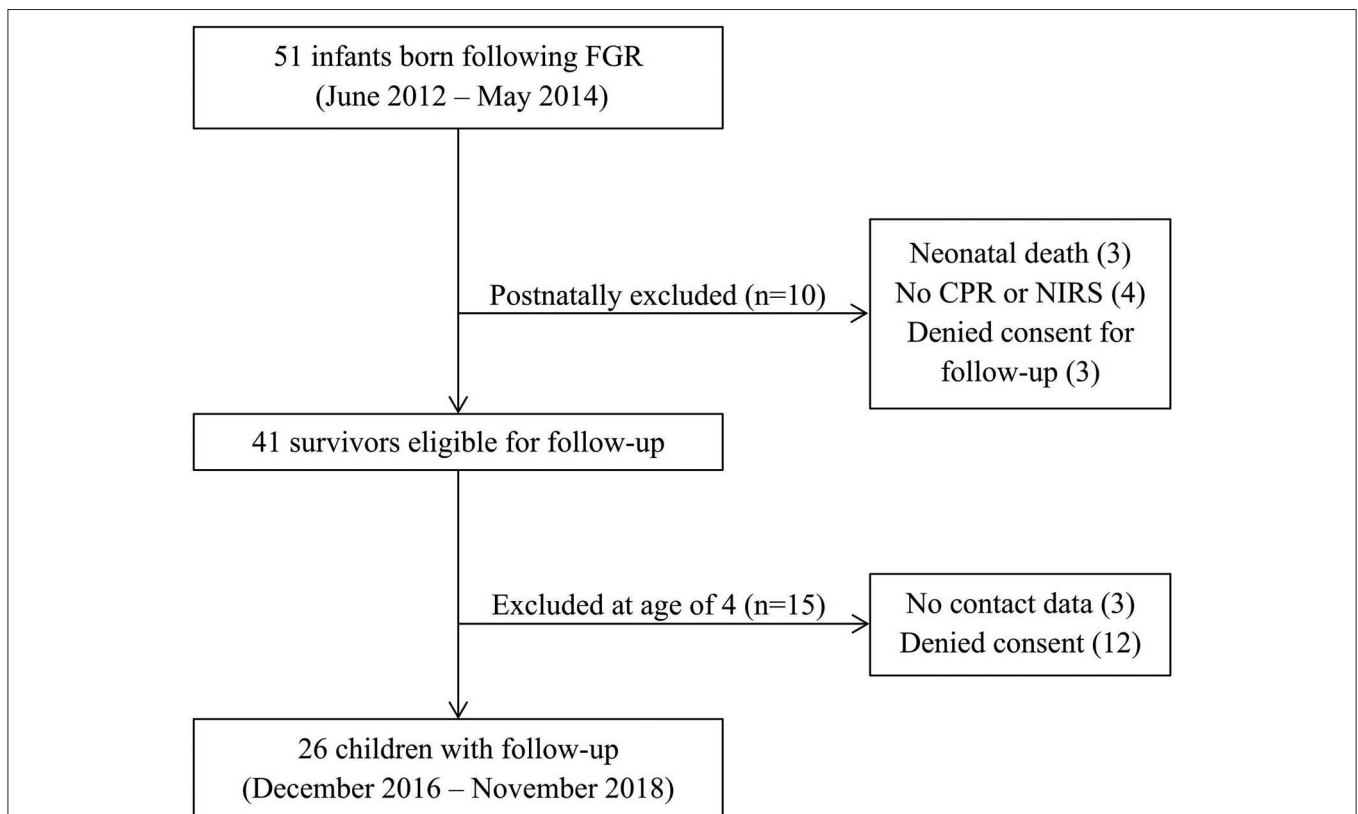 51 infants born following FGR
(June 2012 – May 2014)
Postnatally excluded (n=10)
Neonatal death (3)
No CPR or NIRS (4)
Denied consent for
follow-up (3)
41 survivors eligible for follow-up
Excluded at age of 4 (n=15)
No contact data (3)
Denied consent (12)
26 children with follow-up
(December 2016 – November 2018)